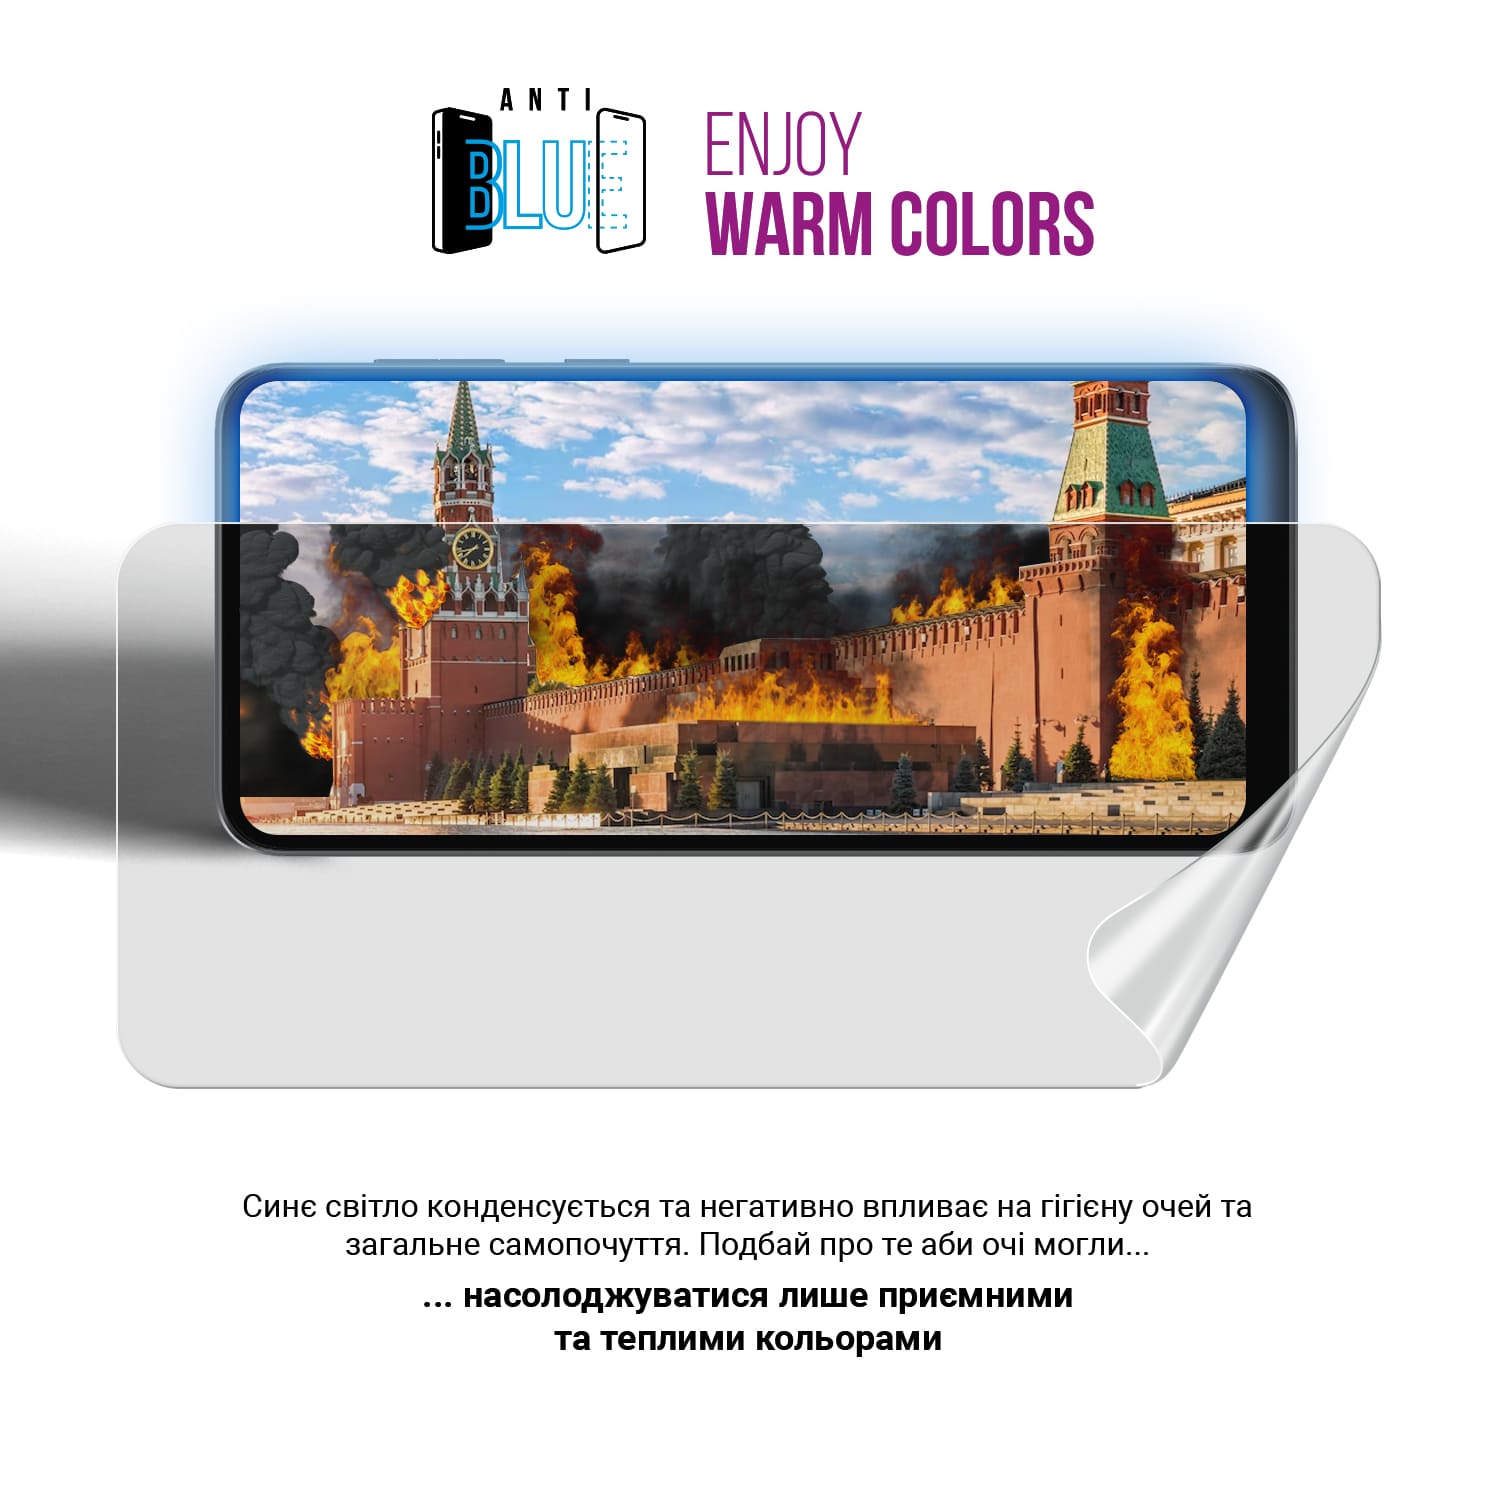 ANTI
BLUE
ENJOY
WARM COLORS
Синє світло конденсується та негативно впливає на гігієну очей та
загальне самопочуття. Подбай про те аби очі могли...
... насолоджуватися лише приємними
та теплими кольорами